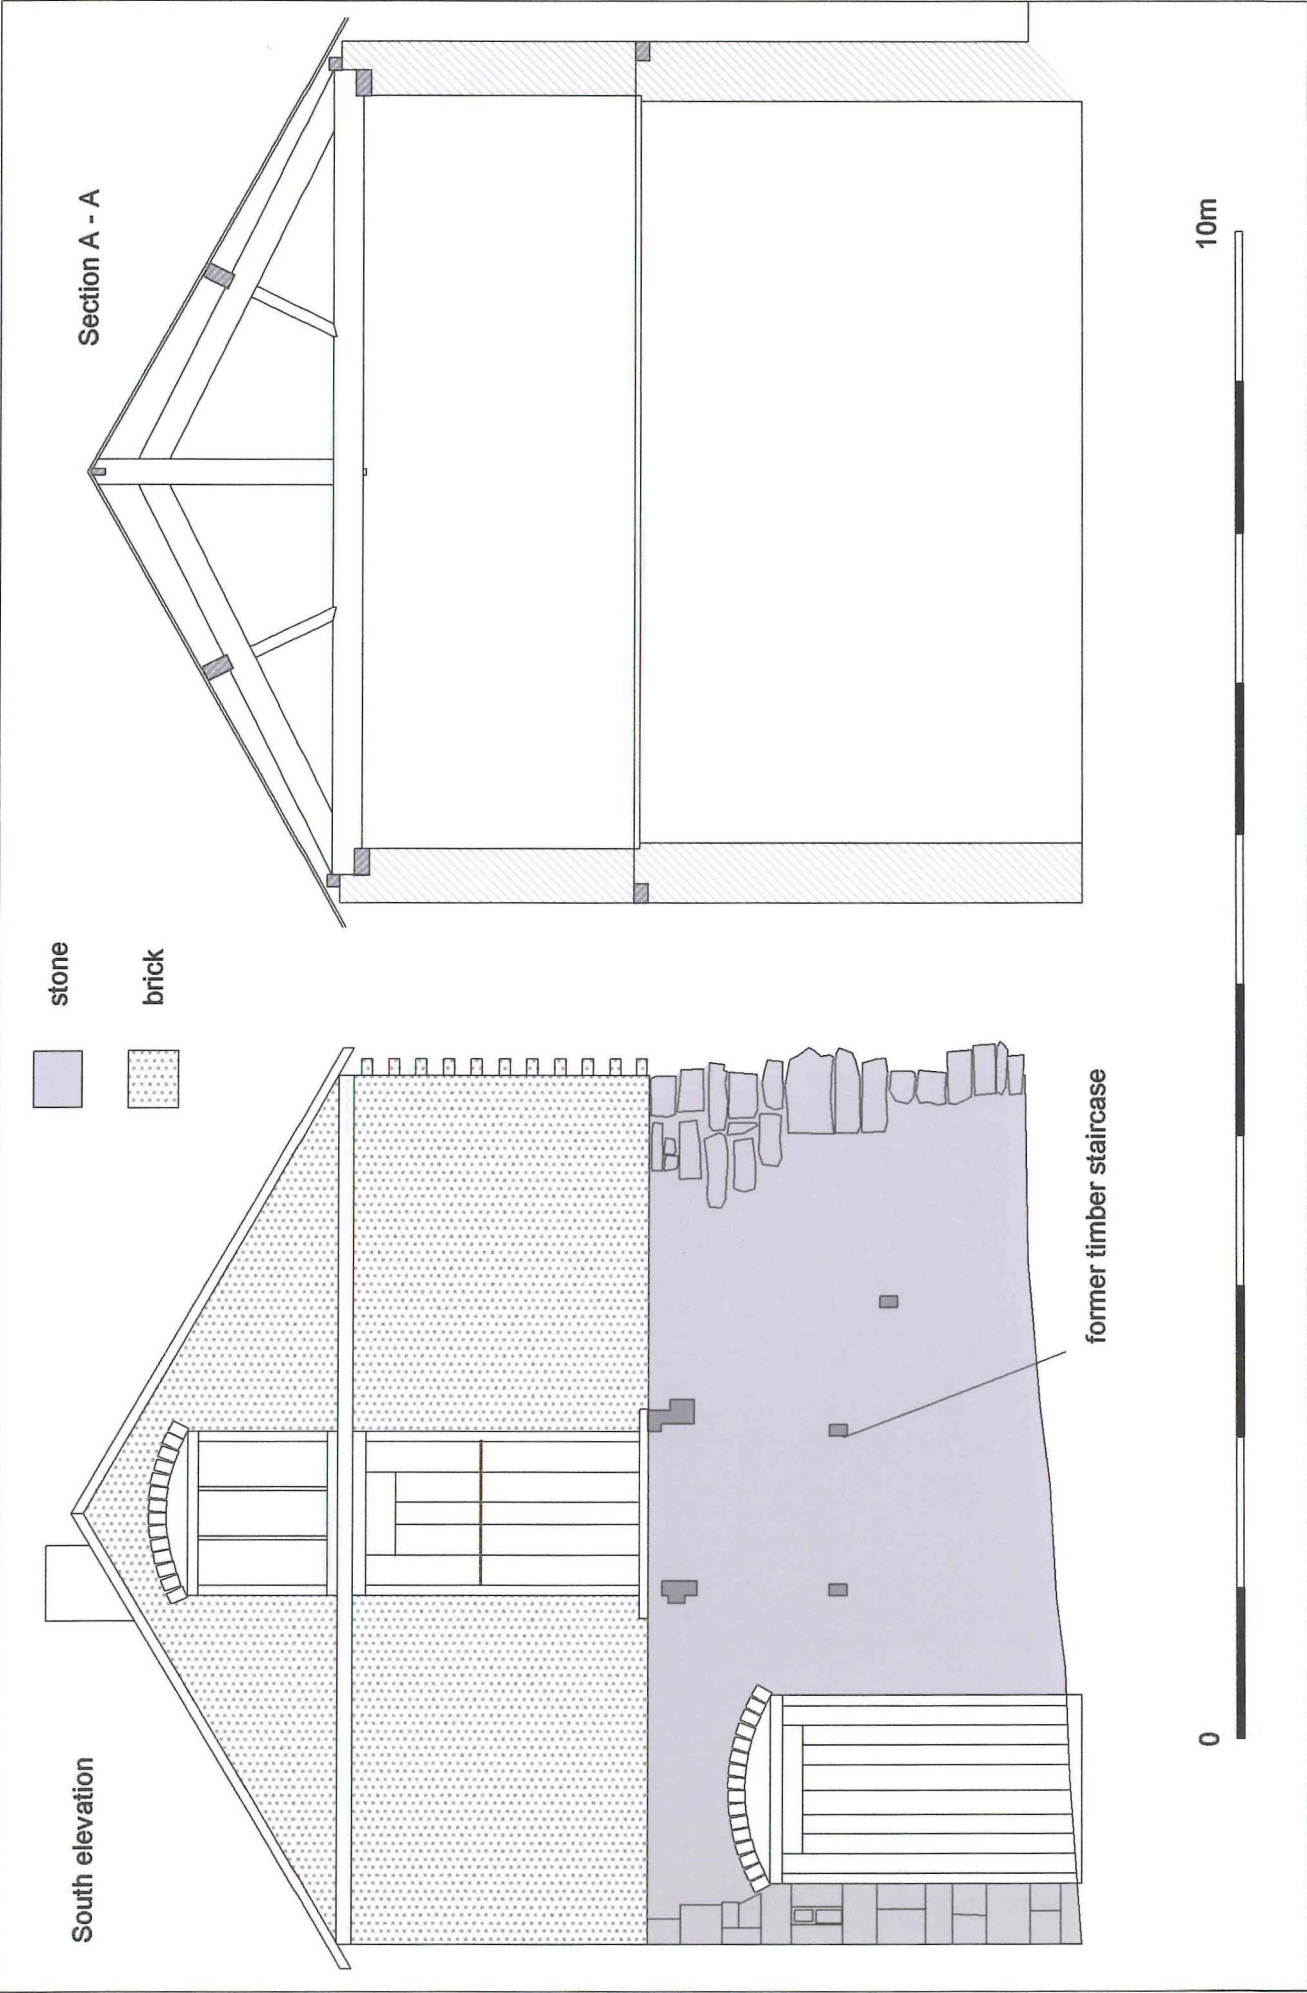 South elevation
stone
brick
Section A - A
former timber staircase
0
10m